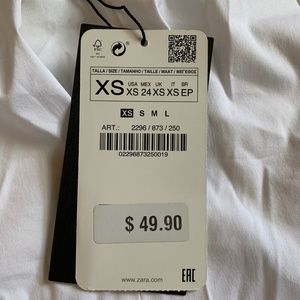 TALLA / SIZE / TAMANHO / TAILLE / MAAT / ΜΕΓΕΘΟΣ
XS
USA MEX UK IT BR
XS 24 XS XS EP
XS S M L
ART.: 2296 / 873 / 250
02296873250019
$ 49.90
www.zara.com
EAC